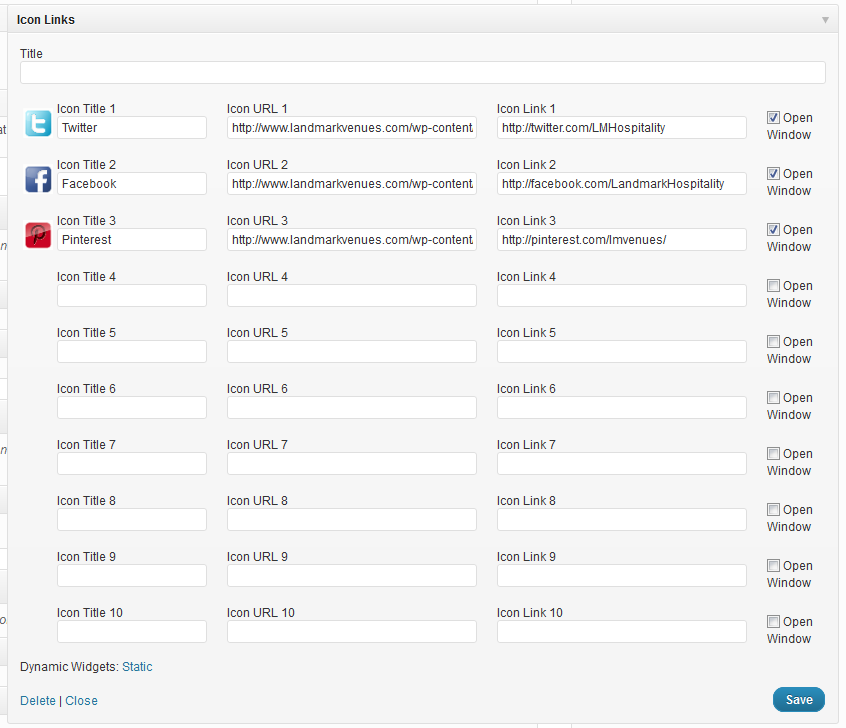 Icon Links
Title
Icon Title 1 Icon URL 1 Icon Link 1
Twitter http://www.landmarkvenues.com/wp-content/ http://twitter.com/LMHospitality Open Window
Icon Title 2 Icon URL 2 Icon Link 2
Facebook http://www.landmarkvenues.com/wp-content/ http://facebook.com/LandmarkHospitality Open Window
Icon Title 3 Icon URL 3 Icon Link 3
Pinterest http://www.landmarkvenues.com/wp-content/ http://pinterest.com/lmvenues/ Open Window
Icon Title 4 Icon URL 4 Icon Link 4 Open Window
Icon Title 5 Icon URL 5 Icon Link 5 Open Window
Icon Title 6 Icon URL 6 Icon Link 6 Open Window
Icon Title 7 Icon URL 7 Icon Link 7 Open Window
Icon Title 8 Icon URL 8 Icon Link 8 Open Window
Icon Title 9 Icon URL 9 Icon Link 9 Open Window
Icon Title 10 Icon URL 10 Icon Link 10 Open Window
Dynamic Widgets: Static
Delete | Close Save